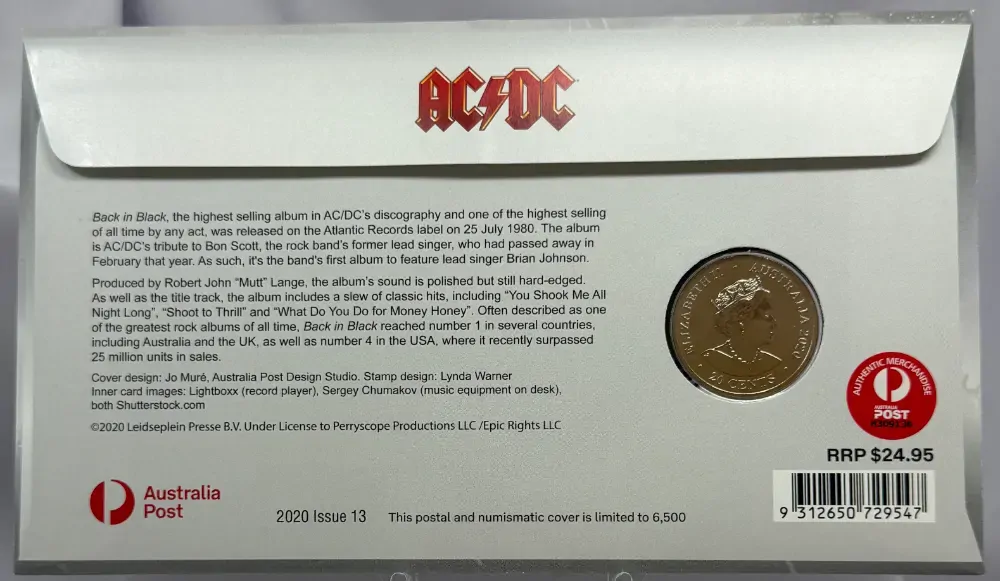 AC/DC
Back in Black, the highest selling album in AC/DC's discography and one of the highest selling
of all time by any act, was released on the Atlantic Records label on 25 July 1980. The album
is AC/DC's tribute to Bon Scott, the rock band's former lead singer, who had passed away in
February that year. As such, it's the band's first album to feature lead singer Brian Johnson.
Produced by Robert John “Mutt” Lange, the album's sound is polished but still hard-edged.
As well as the title track, the album includes a slew of classic hits, including “You Shook Me All
Night Long”, “Shoot to Thrill” and “What Do You Do for Money Honey”. Often described as one
of the greatest rock albums of all time, Back in Black reached number 1 in several countries,
including Australia and the UK, as well as number 4 in the USA, where it recently surpassed
25 million units in sales.
Cover design: Jo Muré, Australia Post Design Studio. Stamp design: Lynda Warner
Inner card images: Lightboxx (record player), Sergey Chumakov (music equipment on desk),
both Shutterstock.com
©2020 Leidseplein Presse B.V. Under License to Perryscope Productions LLC /Epic Rights LLC
ELIZABETH II · AUSTRALIA 2020
20 CENTS
AUTHENTIC MERCHANDISE
AUSTRALIA
POST
RRP $24.95
9 312650 729547
Australia
Post
2020 Issue 13
This postal and numismatic cover is limited to 6,500